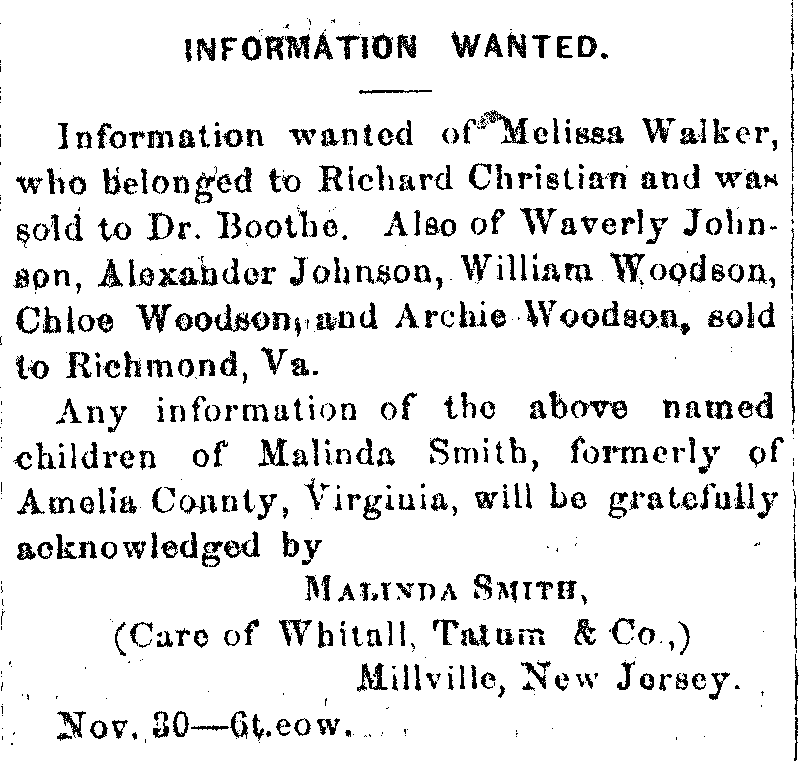 INFORMATION WANTED.
Information wanted of Melissa Walker,
who belonged to Richard Christian and was
sold to Dr. Boothe. Also of Waverly John-
son, Alexander Johnson, William Woodson,
Chloe Woodson, and Archie Woodson, sold
to Richmond, Va.
Any information of the above named
children of Malinda Smith, formerly of
Amelia County, Virginia, will be gratefully
acknowledged by
MALINDA SMITH,
(Care of Whitall, Tatum & Co.,)
Millville, New Jersey.
Nov. 30—6t.eow.